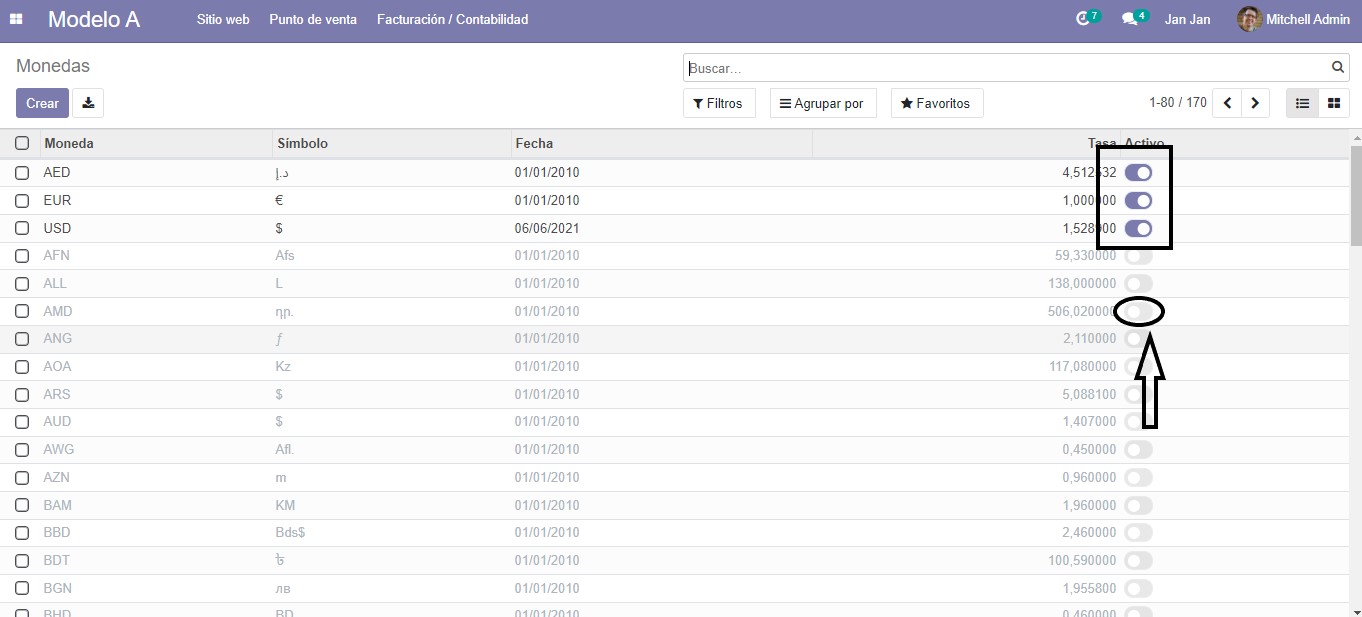 Modelo A Sitio web Punto de venta Facturación / Contabilidad 7 4 Jan Jan Mitchell Admin
Monedas
Buscar...
Crear Filtros Agrupar por Favoritos 1-80 / 170
Moneda Símbolo Fecha Tasa Activo
AED د.إ 01/01/2010 4,512632
EUR € 01/01/2010 1,000000
USD $ 06/06/2021 1,528900
AFN Afs 01/01/2010 59,330000
ALL L 01/01/2010 138,000000
AMD դր. 01/01/2010 506,020000
ANG ƒ 01/01/2010 2,110000
AOA Kz 01/01/2010 117,080000
ARS $ 01/01/2010 5,088100
AUD $ 01/01/2010 1,407000
AWG Afl. 01/01/2010 0,450000
AZN m 01/01/2010 0,960000
BAM KM 01/01/2010 1,960000
BBD Bds$ 01/01/2010 2,460000
BDT ৳ 01/01/2010 100,590000
BGN лв 01/01/2010 1,955800
BHD BD 01/01/2010 0,460000